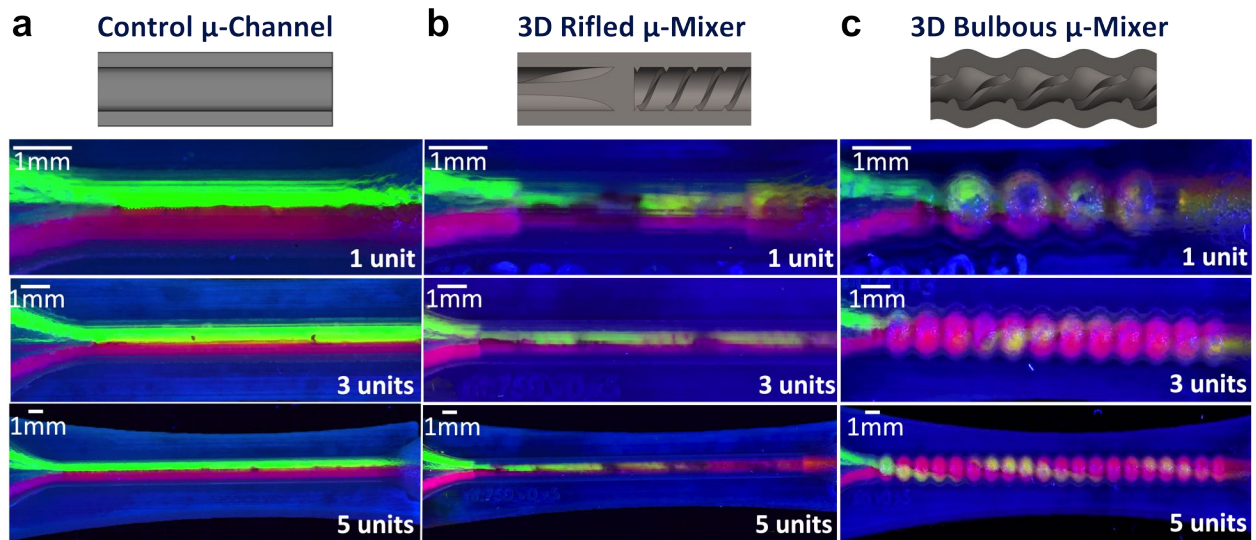 a Control µ-Channel
b 3D Rifled µ-Mixer
c 3D Bulbous µ-Mixer
1mm
1 unit
1mm
1 unit
1mm
1 unit
1mm
3 units
1mm
3 units
1mm
3 units
1mm
5 units
1mm
5 units
1mm
5 units